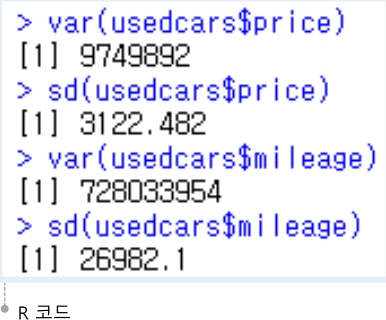 > var(usedcars$price)
[1] 9749892
> sd(usedcars$price)
[1] 3122.482
> var(usedcars$mileage)
[1] 728033954
> sd(usedcars$mileage)
[1] 26982.1
R 코드